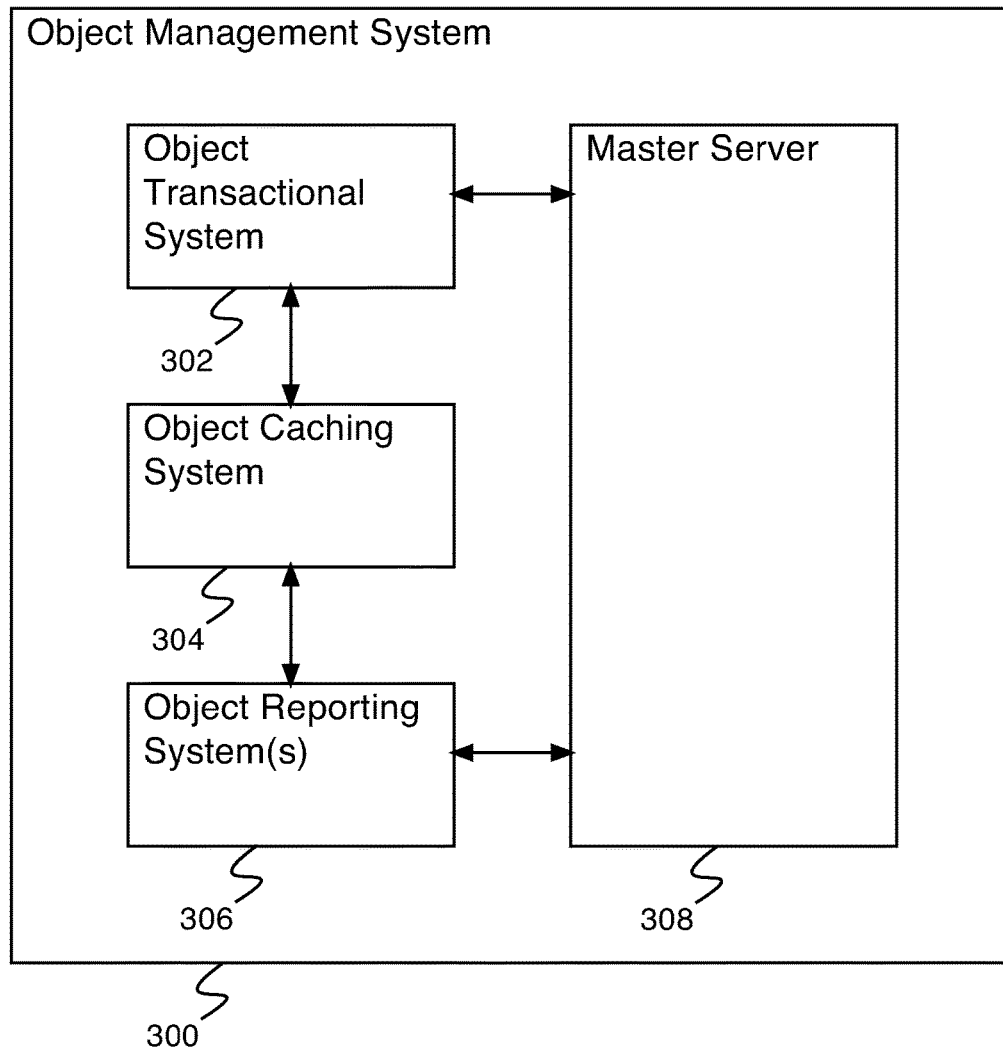 Object Management System
Object
Transactional
System
Master Server
302
Object Caching
System
304
Object Reporting
System(s)
306
308
300